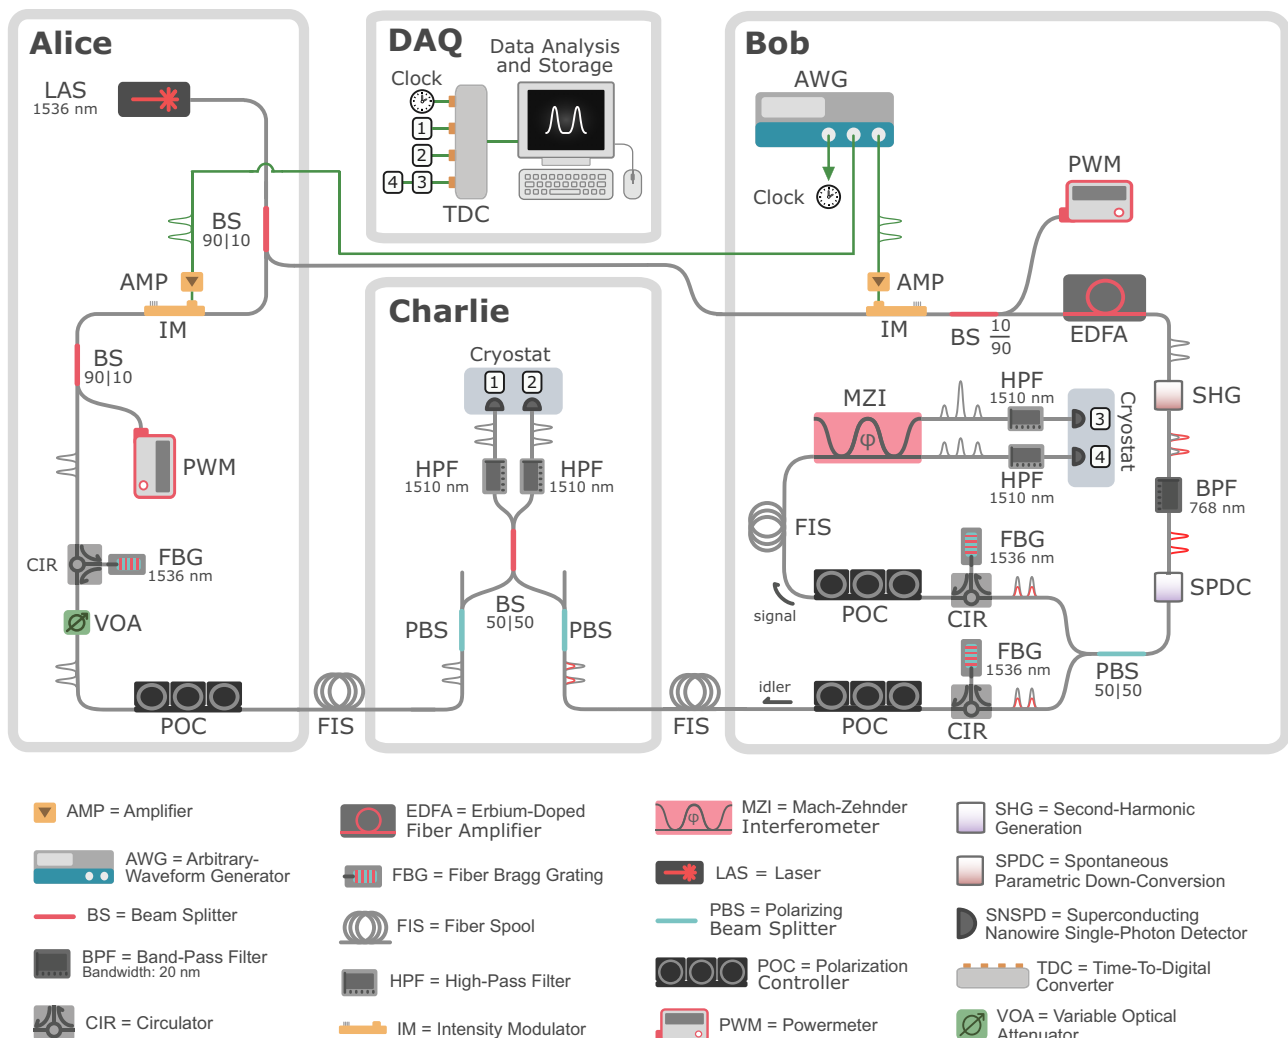 Alice
LAS
1536 nm
BS
90|10
AMP
IM
BS
90|10
PWM
CIR
FBG
1536 nm
VOA
POC
FIS
DAQ
Data Analysis
and Storage
Clock
1
2
4
3
TDC
Charlie
Cryostat
1
2
HPF
1510 nm
HPF
1510 nm
BS
50|50
PBS
PBS
FIS
Bob
AWG
Clock
PWM
AMP
IM
BS
10
90
EDFA
SHG
BPF
768 nm
SPDC
MZI
φ
HPF
1510 nm
HPF
1510 nm
3
4
Cryostat
FIS
signal
POC
FBG
1536 nm
CIR
idler
POC
FBG
1536 nm
CIR
PBS
50|50
AMP = Amplifier
AWG = Arbitrary-
Waveform Generator
BS = Beam Splitter
BPF = Band-Pass Filter
Bandwidth: 20 nm
CIR = Circulator
EDFA = Erbium-Doped
Fiber Amplifier
FBG = Fiber Bragg Grating
FIS = Fiber Spool
HPF = High-Pass Filter
IM = Intensity Modulator
φ
MZI = Mach-Zehnder
Interferometer
LAS = Laser
PBS = Polarizing
Beam Splitter
POC = Polarization
Controller
PWM = Powermeter
SHG = Second-Harmonic
Generation
SPDC = Spontaneous
Parametric Down-Conversion
SNSPD = Superconducting
Nanowire Single-Photon Detector
TDC = Time-To-Digital
Converter
VOA = Variable Optical
Attenuator